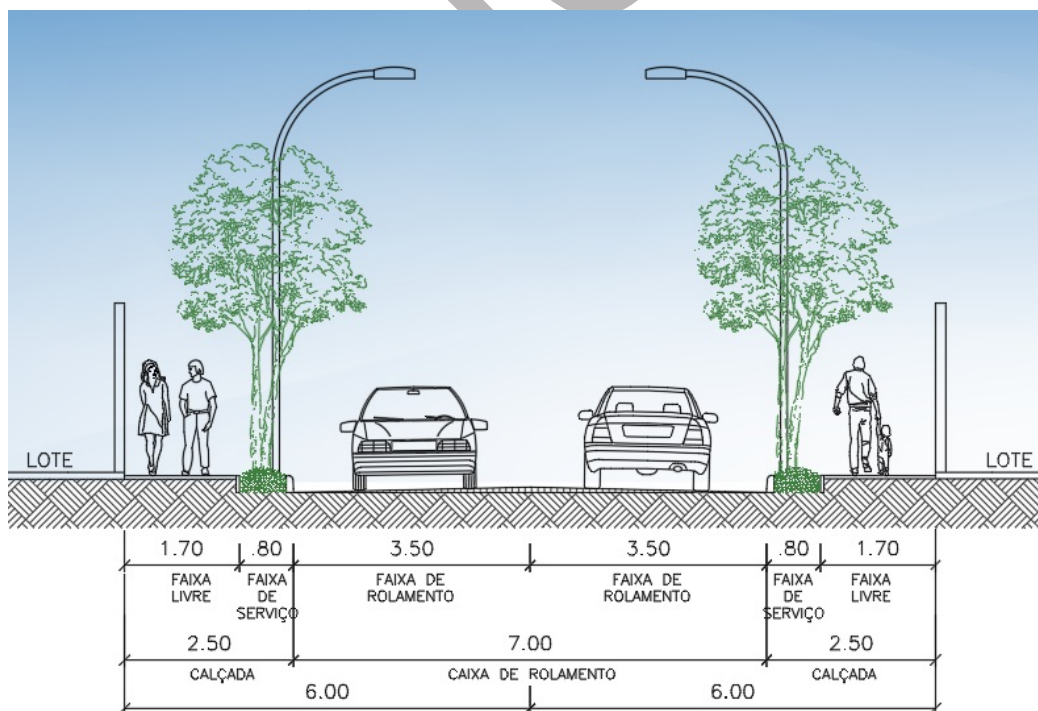 LOTE
LOTE
1.70 .80 3.50 3.50 .80 1.70
FAIXA LIVRE
FAIXA DE SERVIÇO
FAIXA DE ROLAMENTO
FAIXA DE ROLAMENTO
FAIXA DE SERVIÇO
FAIXA LIVRE
2.50 7.00 2.50
CALÇADA CAIXA DE ROLAMENTO CALÇADA
6.00 6.00